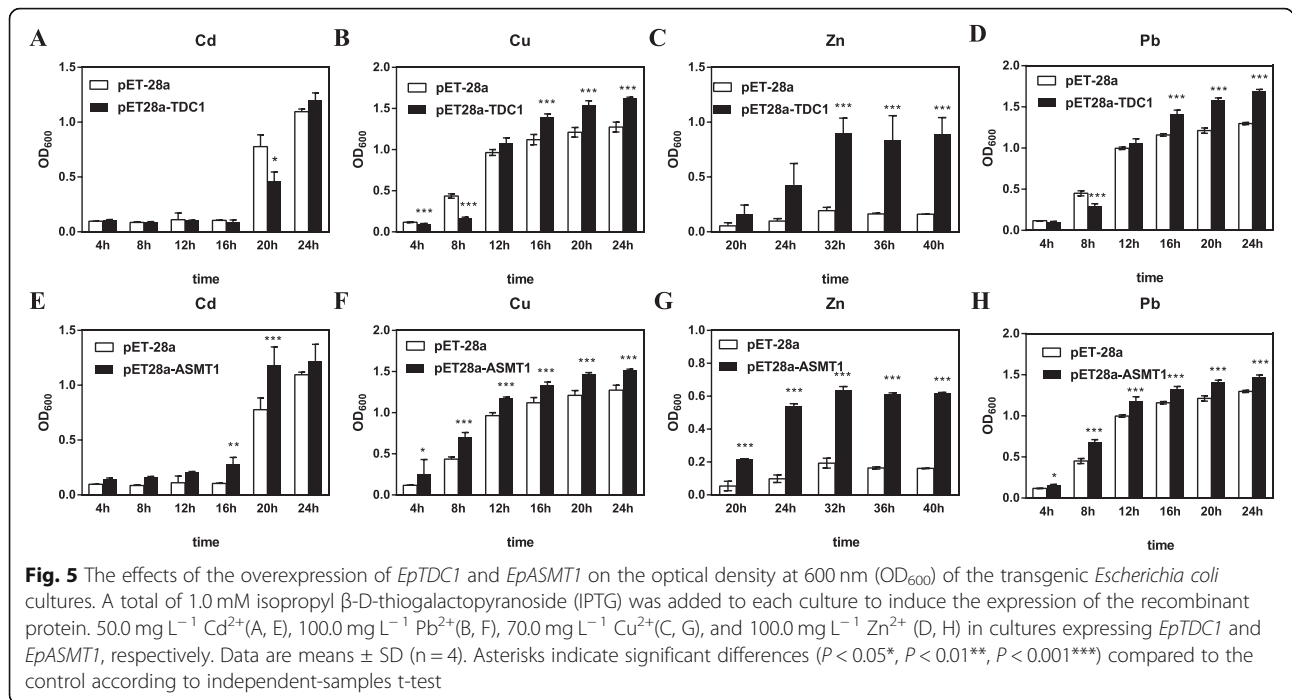 A
Cd
pET-28a
pET28a-TDC1
OD600
1.5
1.0
0.5
0.0
*
4h 8h 12h 16h 20h 24h
time
B
Cu
pET-28a
pET28a-TDC1
OD600
2.0
1.5
1.0
0.5
0.0
*** *** *** *** ***
4h 8h 12h 16h 20h 24h
time
C
Zn
pET-28a
pET28a-TDC1
OD600
1.5
1.0
0.5
0.0
*** *** ***
20h 24h 32h 36h 40h
time
D
Pb
pET-28a
pET28a-TDC1
OD600
2.0
1.5
1.0
0.5
0.0
*** *** *** ***
4h 8h 12h 16h 20h 24h
time
E
Cd
pET-28a
pET28a-ASMT1
OD600
1.5
1.0
0.5
0.0
** ***
4h 8h 12h 16h 20h 24h
time
F
Cu
pET-28a
pET28a-ASMT1
OD600
2.0
1.5
1.0
0.5
0.0
* *** *** *** *** ***
4h 8h 12h 16h 20h 24h
time
G
Zn
pET-28a
pET28a-ASMT1
OD600
0.8
0.6
0.4
0.2
0.0
*** *** *** *** ***
20h 24h 32h 36h 40h
time
H
Pb
pET-28a
pET28a-ASMT1
OD600
2.0
1.5
1.0
0.5
0.0
* *** *** *** *** ***
4h 8h 12h 16h 20h 24h
time
Fig. 5 The effects of the overexpression of EpTDC1 and EpASMT1 on the optical density at 600 nm (OD600) of the transgenic Escherichia coli
cultures. A total of 1.0 mM isopropyl β-D-thiogalactopyranoside (IPTG) was added to each culture to induce the expression of the recombinant
protein. 50.0 mg L−1 Cd2+(A, E), 100.0 mg L−1 Pb2+(B, F), 70.0 mg L−1 Cu2+(C, G), and 100.0 mg L−1 Zn2+ (D, H) in cultures expressing EpTDC1 and
EpASMT1, respectively. Data are means ± SD (n = 4). Asterisks indicate significant differences (P < 0.05*, P < 0.01**, P < 0.001***) compared to the
control according to independent-samples t-test